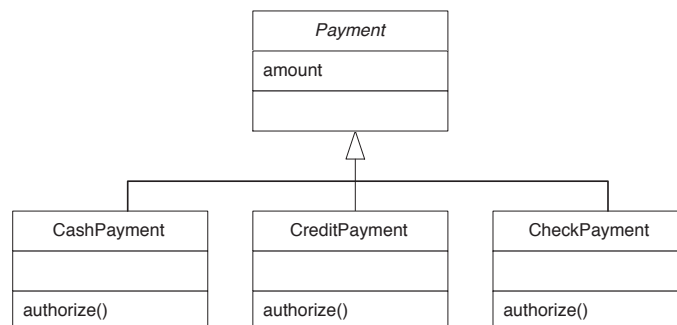 Payment
amount
CashPayment
CreditPayment
CheckPayment
authorize()
authorize()
authorize()